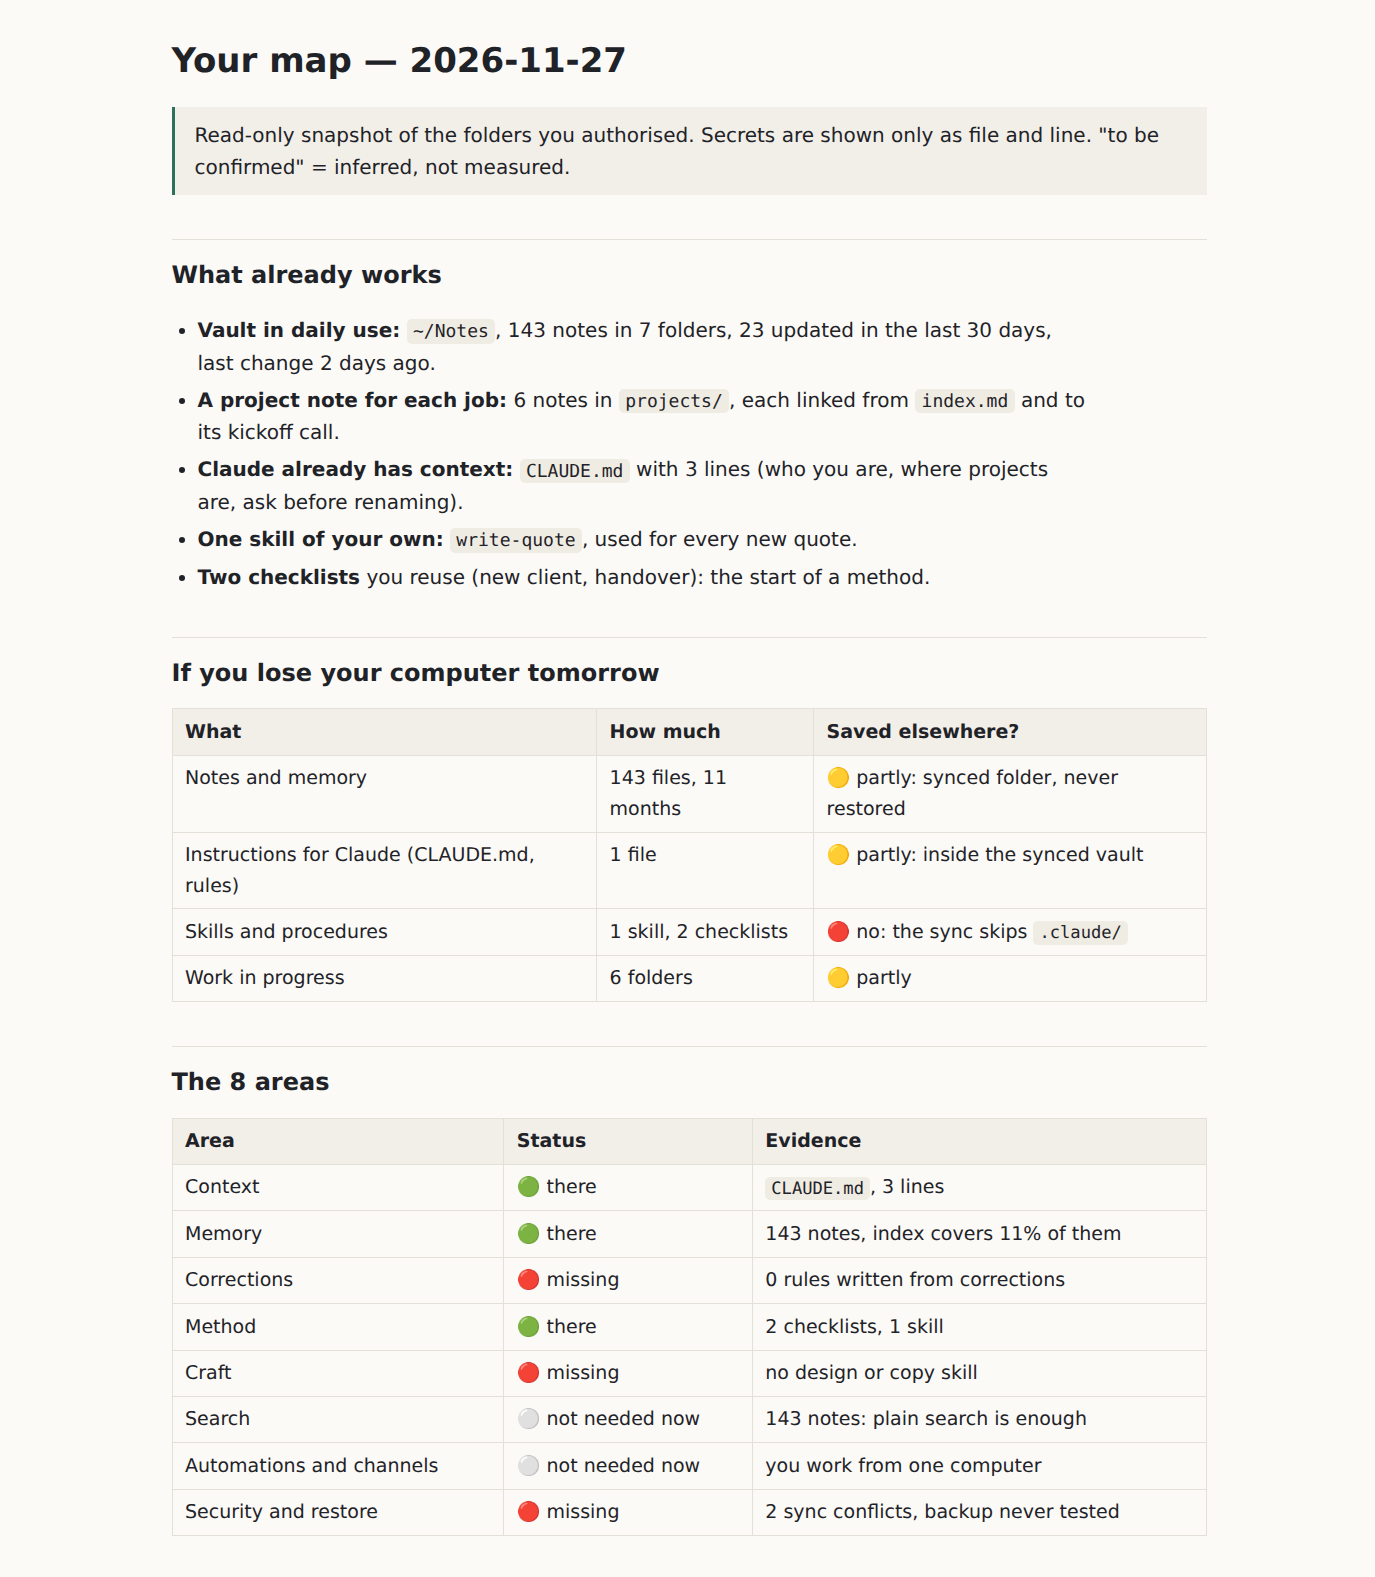 Your map — 2026-11-27
Read-only snapshot of the folders you authorised. Secrets are shown only as file and line. "to be
confirmed" = inferred, not measured.
What already works
• Vault in daily use: ~/Notes, 143 notes in 7 folders, 23 updated in the last 30 days,
last change 2 days ago.
• A project note for each job: 6 notes in projects/, each linked from index.md and to
its kickoff call.
• Claude already has context: CLAUDE.md with 3 lines (who you are, where projects
are, ask before renaming).
• One skill of your own: write-quote, used for every new quote.
• Two checklists you reuse (new client, handover): the start of a method.
If you lose your computer tomorrow
What How much Saved elsewhere?
Notes and memory 143 files, 11 🟡 partly: synced folder, never
months restored
Instructions for Claude (CLAUDE.md, 1 file 🟡 partly: inside the synced vault
rules)
Skills and procedures 1 skill, 2 checklists 🔴 no: the sync skips .claude/
Work in progress 6 folders 🟡 partly
The 8 areas
Area Status Evidence
Context 🟢 there CLAUDE.md, 3 lines
Memory 🟢 there 143 notes, index covers 11% of them
Corrections 🔴 missing 0 rules written from corrections
Method 🟢 there 2 checklists, 1 skill
Craft 🔴 missing no design or copy skill
Search ⚪ not needed now 143 notes: plain search is enough
Automations and channels ⚪ not needed now you work from one computer
Security and restore 🔴 missing 2 sync conflicts, backup never tested